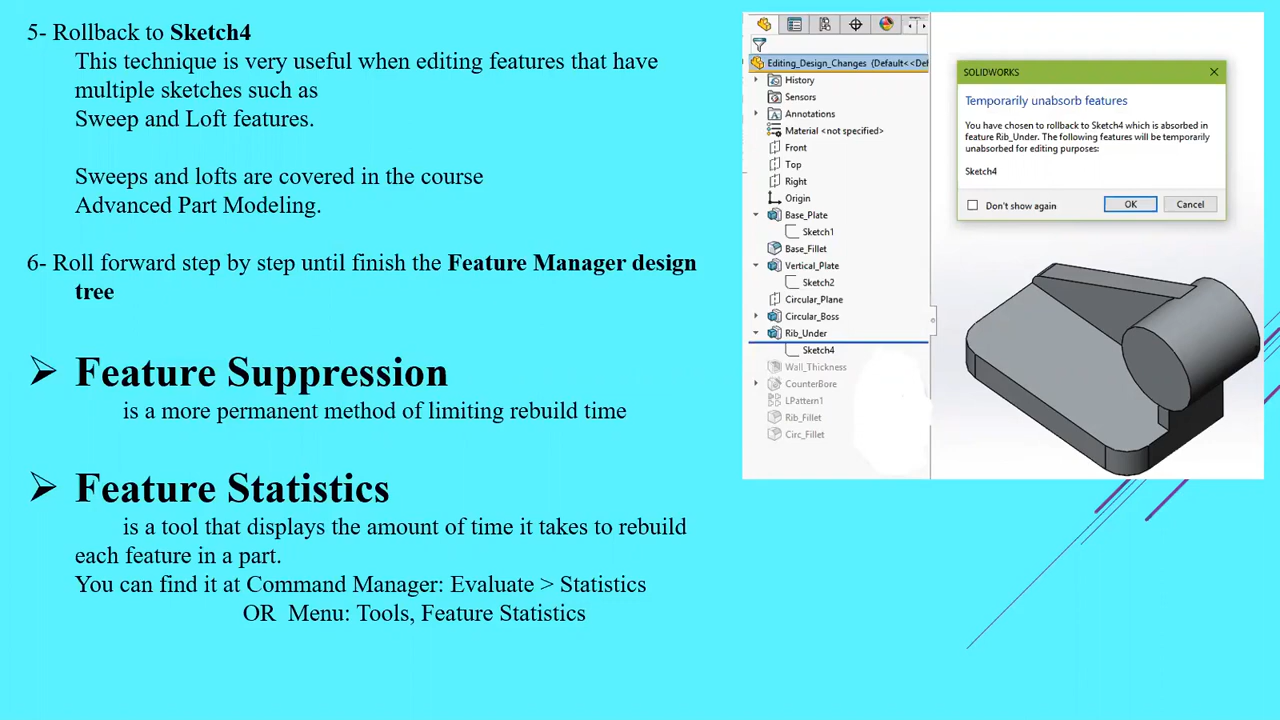 5- Rollback to Sketch4
This technique is very useful when editing features that have
multiple sketches such as
Sweep and Loft features.
Sweeps and lofts are covered in the course
Advanced Part Modeling.
6- Roll forward step by step until finish the Feature Manager design
tree
➢ Feature Suppression
is a more permanent method of limiting rebuild time
➢ Feature Statistics
is a tool that displays the amount of time it takes to rebuild
each feature in a part.
You can find it at Command Manager: Evaluate > Statistics
OR Menu: Tools, Feature Statistics
Editing_Design_Changes (Default<<Def
History
Sensors
Annotations
Material <not specified>
Front
Top
Right
Origin
Base_Plate
Sketch1
Base_Fillet
Vertical_Plate
Sketch2
Circular_Plane
Circular_Boss
Rib_Under
Sketch4
Wall_Thickness
CounterBore
LPattern1
Rib_Fillet
Circ_Fillet
SOLIDWORKS
Temporarily unabsorb features
You have chosen to rollback to Sketch4 which is absorbed in
feature Rib_Under. The following features will be temporarily
unabsorbed for editing purposes:
Sketch4
Don't show again
OK
Cancel